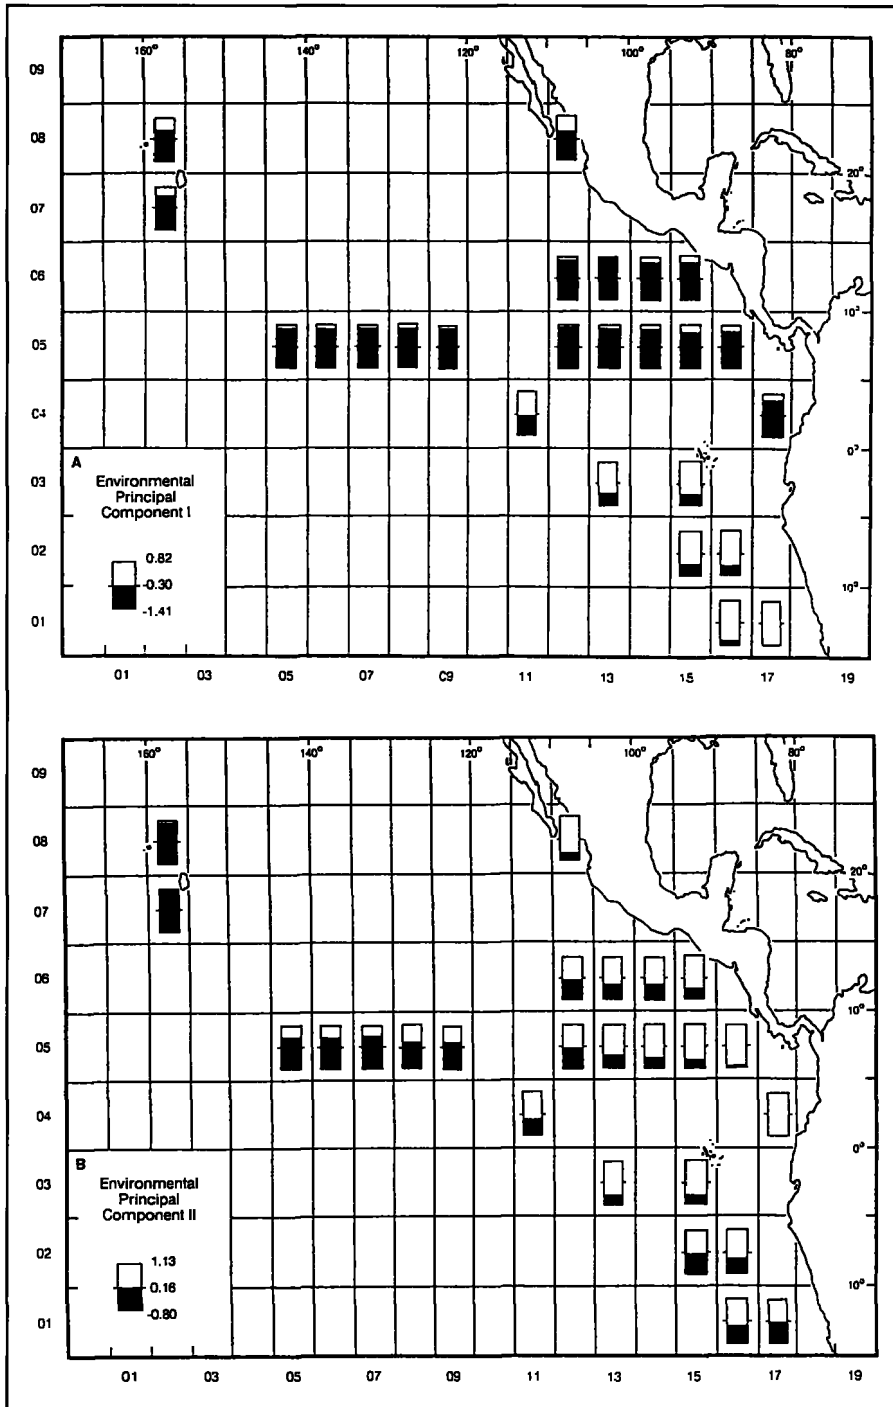 160° 120° 100° 80°
09
08
20°
07
C6
10°
05
C4
0°
A
03
Environmental
Principal
Component I
02
0.82
-0.30
-1.41
10°
01
01 03 05 07 C9 11 13 15 17 19
160° 140° 120° 100° 80°
09
08
20°
07
06
10°
05
04
0°
B
03
Environmental
Principal
Component II
02
1.13
0.16
-0.80
10°
01
01 03 05 07 09 11 13 15 17 19